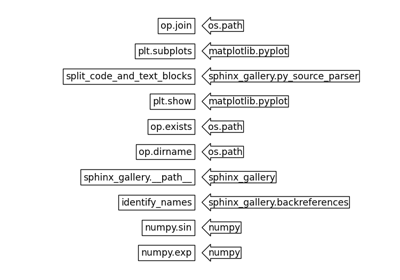 op.join os.path
plt.subplots matplotlib.pyplot
split_code_and_text_blocks sphinx_gallery.py_source_parser
plt.show matplotlib.pyplot
op.exists os.path
op.dirname os.path
sphinx_gallery.__path__ sphinx_gallery
identify_names sphinx_gallery.backreferences
numpy.sin numpy
numpy.exp numpy